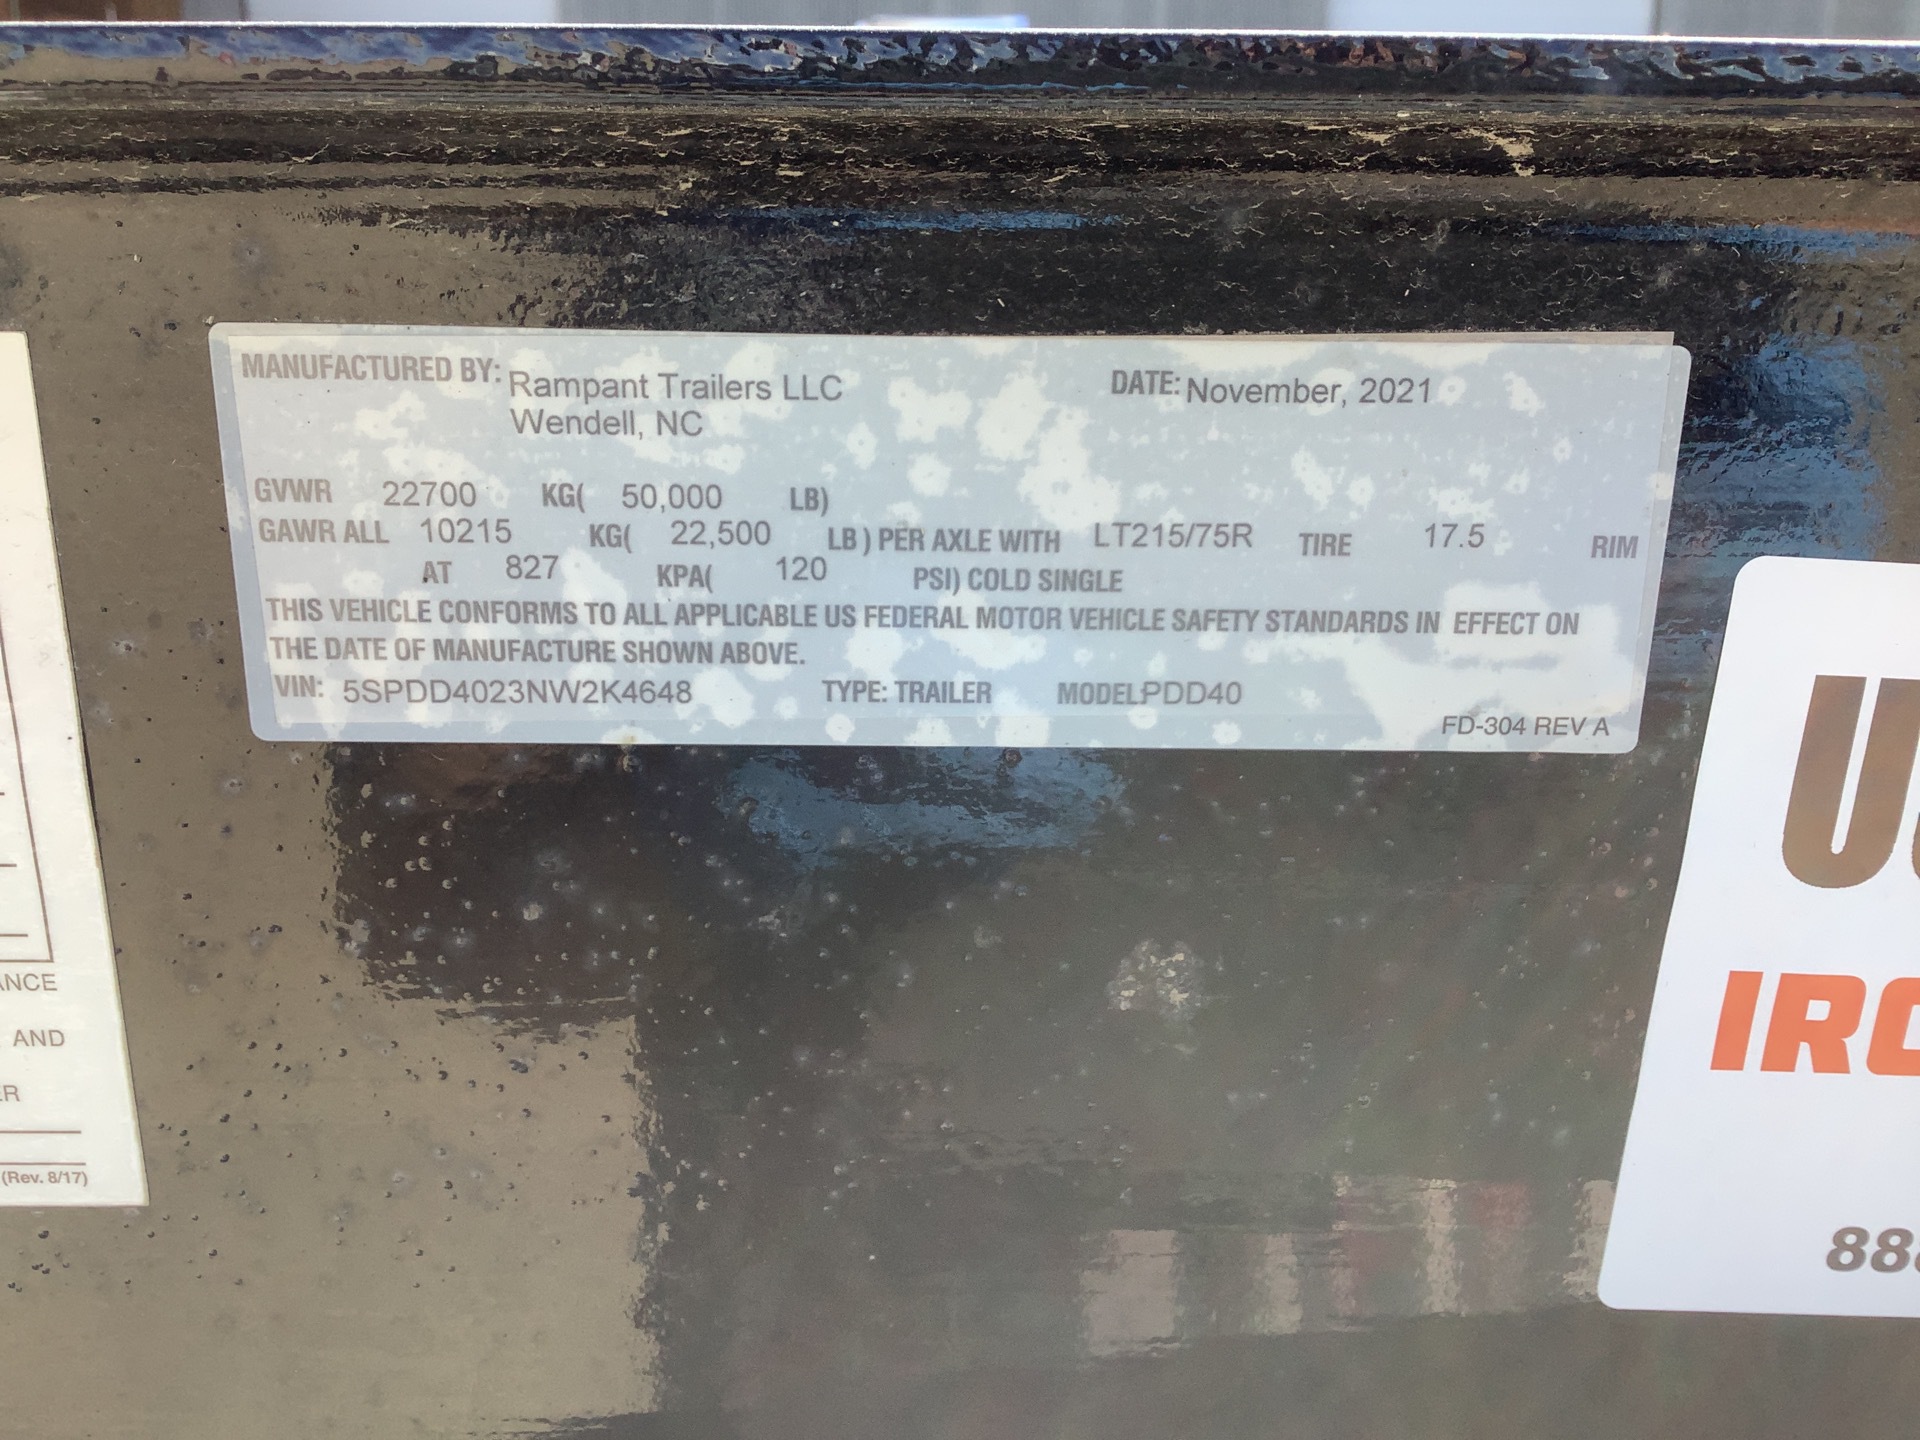 MANUFACTURED BY: Rampant Trailers LLC DATE: November, 2021
Wendell, NC
GVWR 22700 KG( 50,000 LB)
GAWR ALL 10215 KG( 22,500 LB) PER AXLE WITH LT215/75R TIRE 17.5 RIM
AT 827 KPA( 120 PSI) COLD SINGLE
THIS VEHICLE CONFORMS TO ALL APPLICABLE US FEDERAL MOTOR VEHICLE SAFETY STANDARDS IN EFFECT ON
THE DATE OF MANUFACTURE SHOWN ABOVE.
VIN: 5SPDD4023NW2K4648 TYPE: TRAILER MODEL: PDD40
FD-304 REV A
AND
(Rev. 8/17)